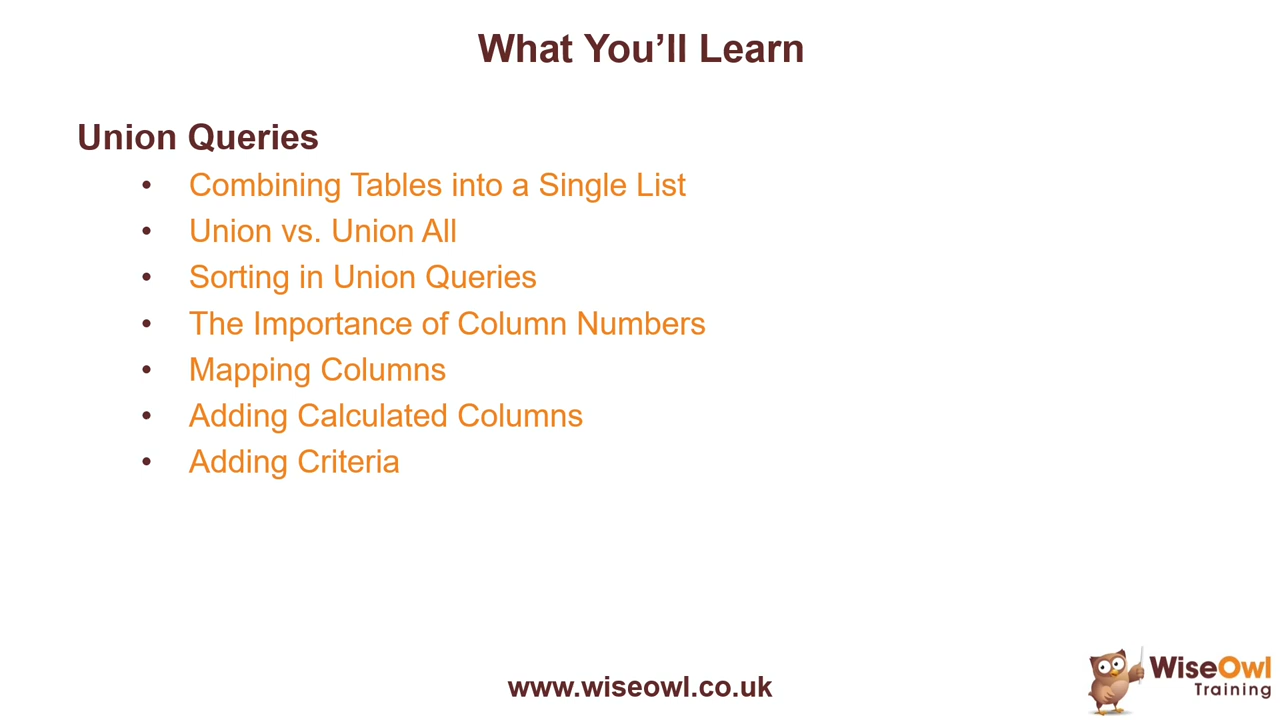 What You’ll Learn
Union Queries
• Combining Tables into a Single List
• Union vs. Union All
• Sorting in Union Queries
• The Importance of Column Numbers
• Mapping Columns
• Adding Calculated Columns
• Adding Criteria
www.wiseowl.co.uk
WiseOwl
Training